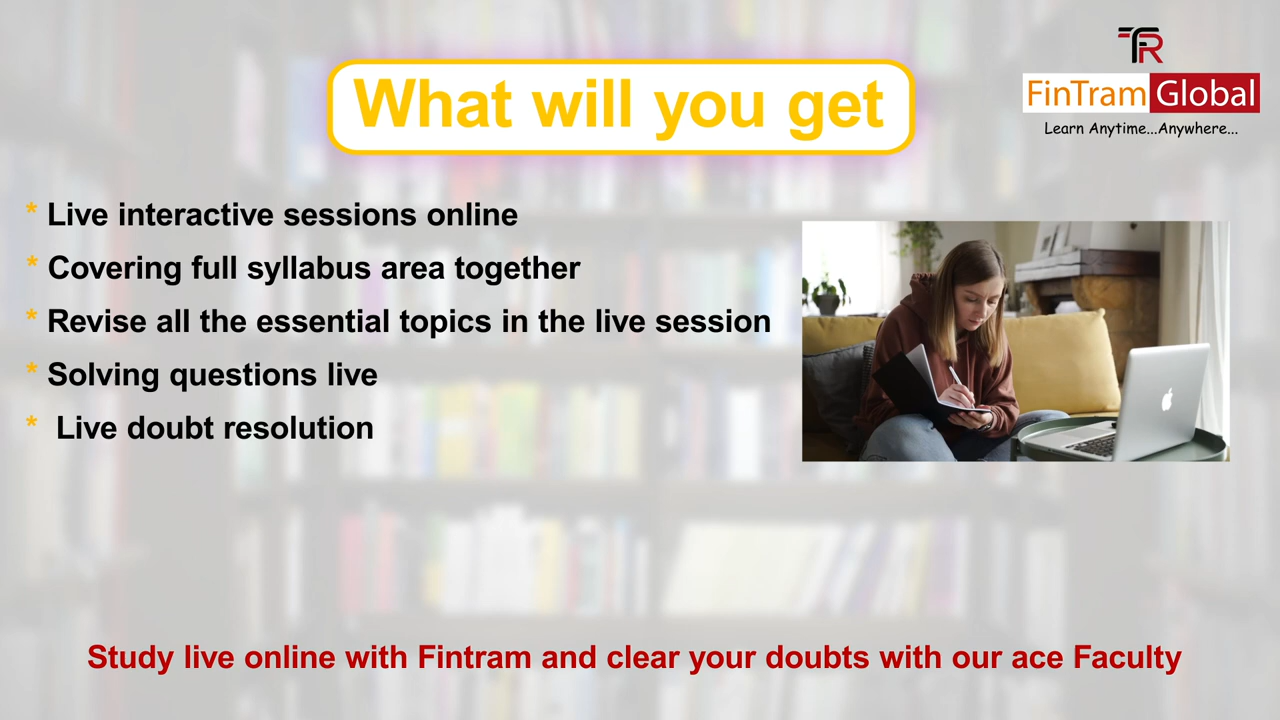 What will you get
TFR
FinTram Global
Learn Anytime...Anywhere...
* Live interactive sessions online
* Covering full syllabus area together
* Revise all the essential topics in the live session
* Solving questions live
* Live doubt resolution
Study live online with Fintram and clear your doubts with our ace Faculty